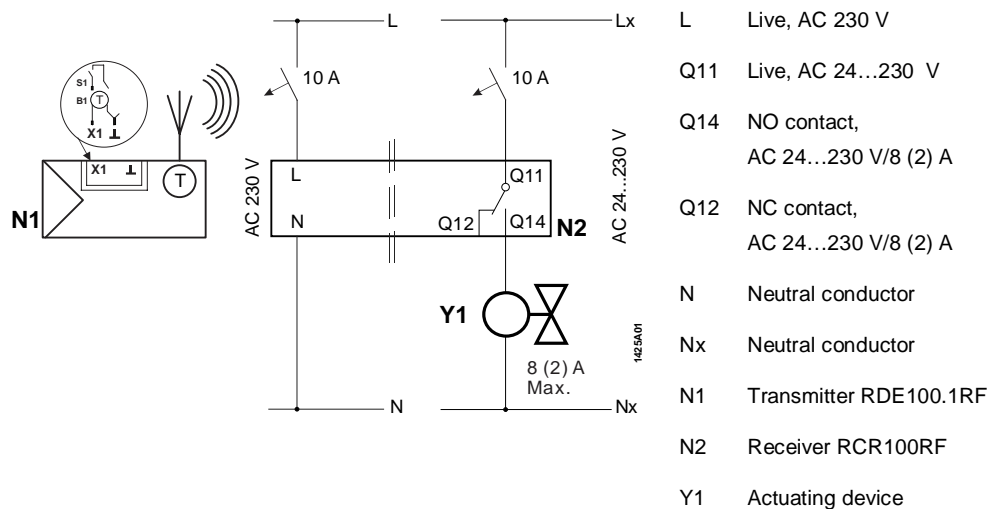 L
Lx
10 A
10 A
S1
B1
T
X1
X1
T
N1
AC 230 V
L
N
Q11
Q12
Q14
N2
AC 24...230 V
Y1
8 (2) A
Max.
1425A01
N
Nx
L Live, AC 230 V
Q11 Live, AC 24…230 V
Q14 NO contact,
AC 24…230 V/8 (2) A
Q12 NC contact,
AC 24…230 V/8 (2) A
N Neutral conductor
Nx Neutral conductor
N1 Transmitter RDE100.1RF
N2 Receiver RCR100RF
Y1 Actuating device